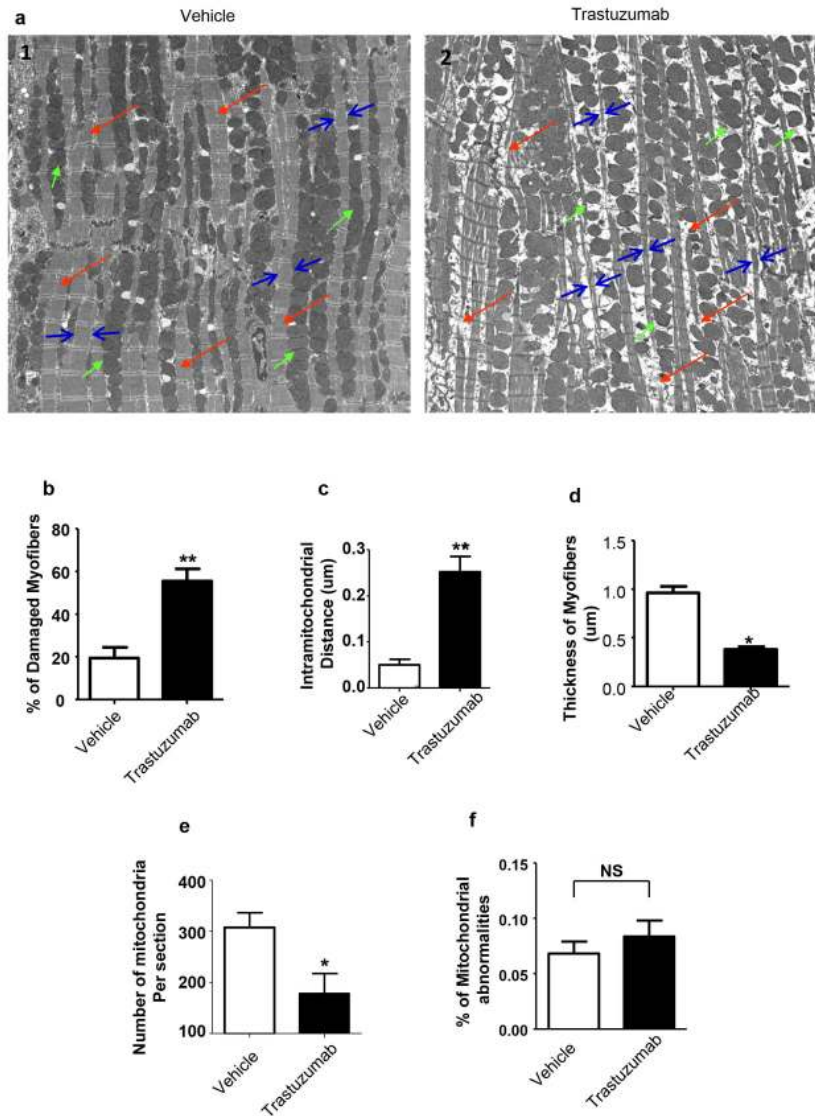 a
Vehicle
Trastuzumab
1
2
b
% of Damaged Myofibers
80
60
40
20
0
**
Vehicle
Trastuzumab
c
Intramitochondrial
Distance (um)
0.3
0.2
0.1
0.0
**
Vehicle
Trastuzumab
d
Thickness of Myofibers
(um)
1.5
1.0
0.5
0.0
*
Vehicle
Trastuzumab
e
Number of mitochondria
Per section
400
300
200
100
*
Vehicle
Trastuzumab
f
% of Mitochondrial
abnormalities
0.15
0.10
0.05
0.00
NS
Vehicle
Trastuzumab